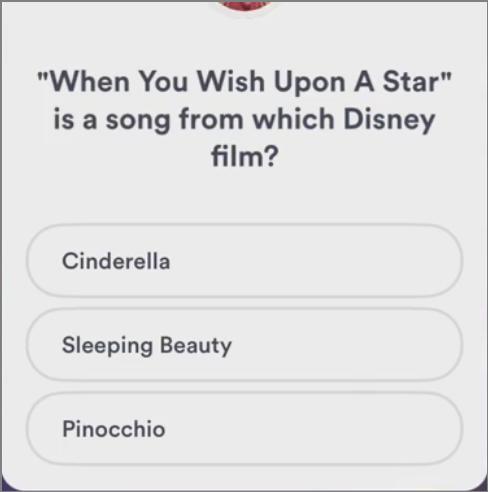 "When You Wish Upon A Star"
is a song from which Disney
film?
Cinderella
Sleeping Beauty
Pinocchio